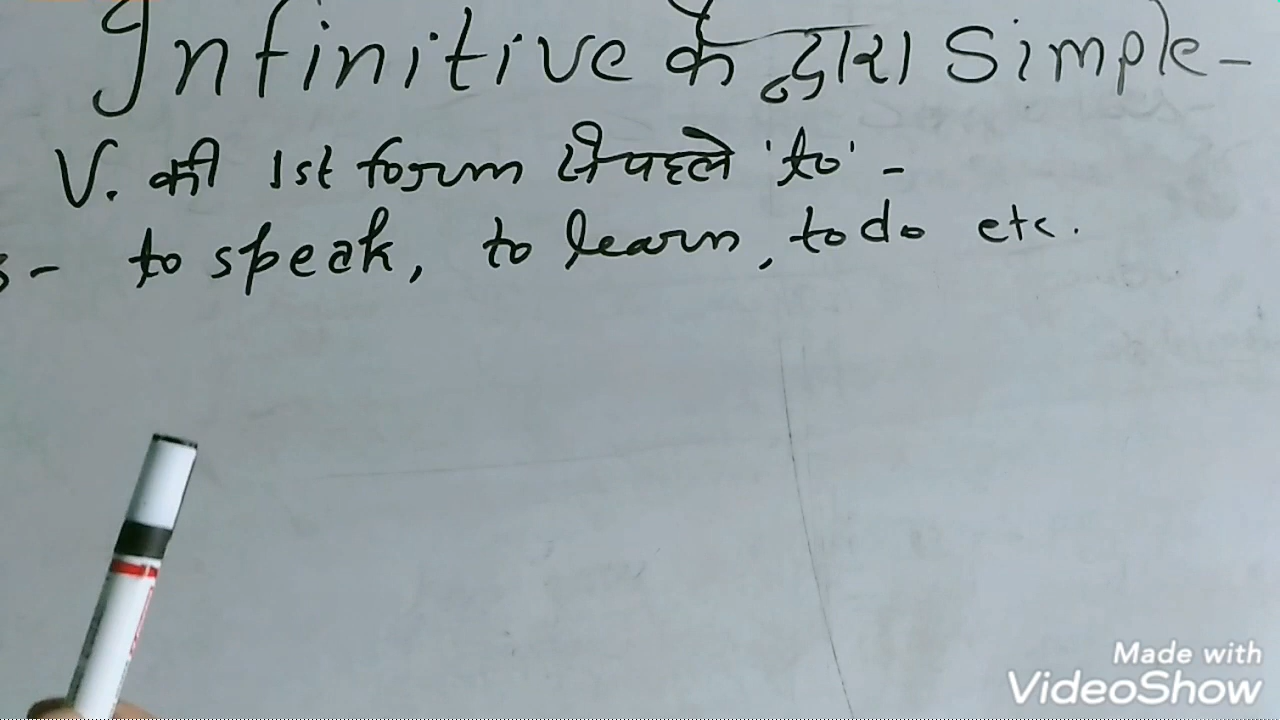 Infinitive के द्वारा Simple-
V. की 1st form से पहले 'to' -
s - to speak, to learn, to do etc.
Made with
VideoShow